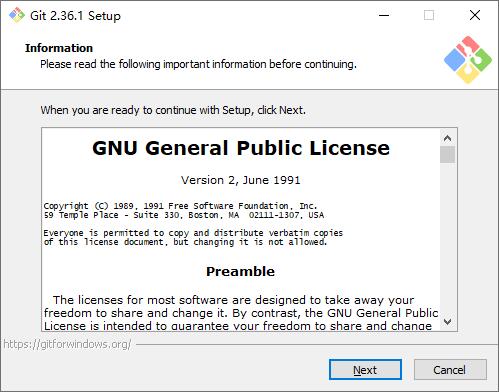 Git 2.36.1 Setup
Information
Please read the following important information before continuing.
When you are ready to continue with Setup, click Next.
GNU General Public License
Version 2, June 1991
Copyright (C) 1989, 1991 Free Software Foundation, Inc.
59 Temple Place - Suite 330, Boston, MA  02111-1307, USA
Everyone is permitted to copy and distribute verbatim copies
of this license document, but changing it is not allowed.
Preamble
The licenses for most software are designed to take away your
freedom to share and change it. By contrast, the GNU General Public
License is intended to guarantee your freedom to share and change
https://gitforwindows.org/
Next
Cancel